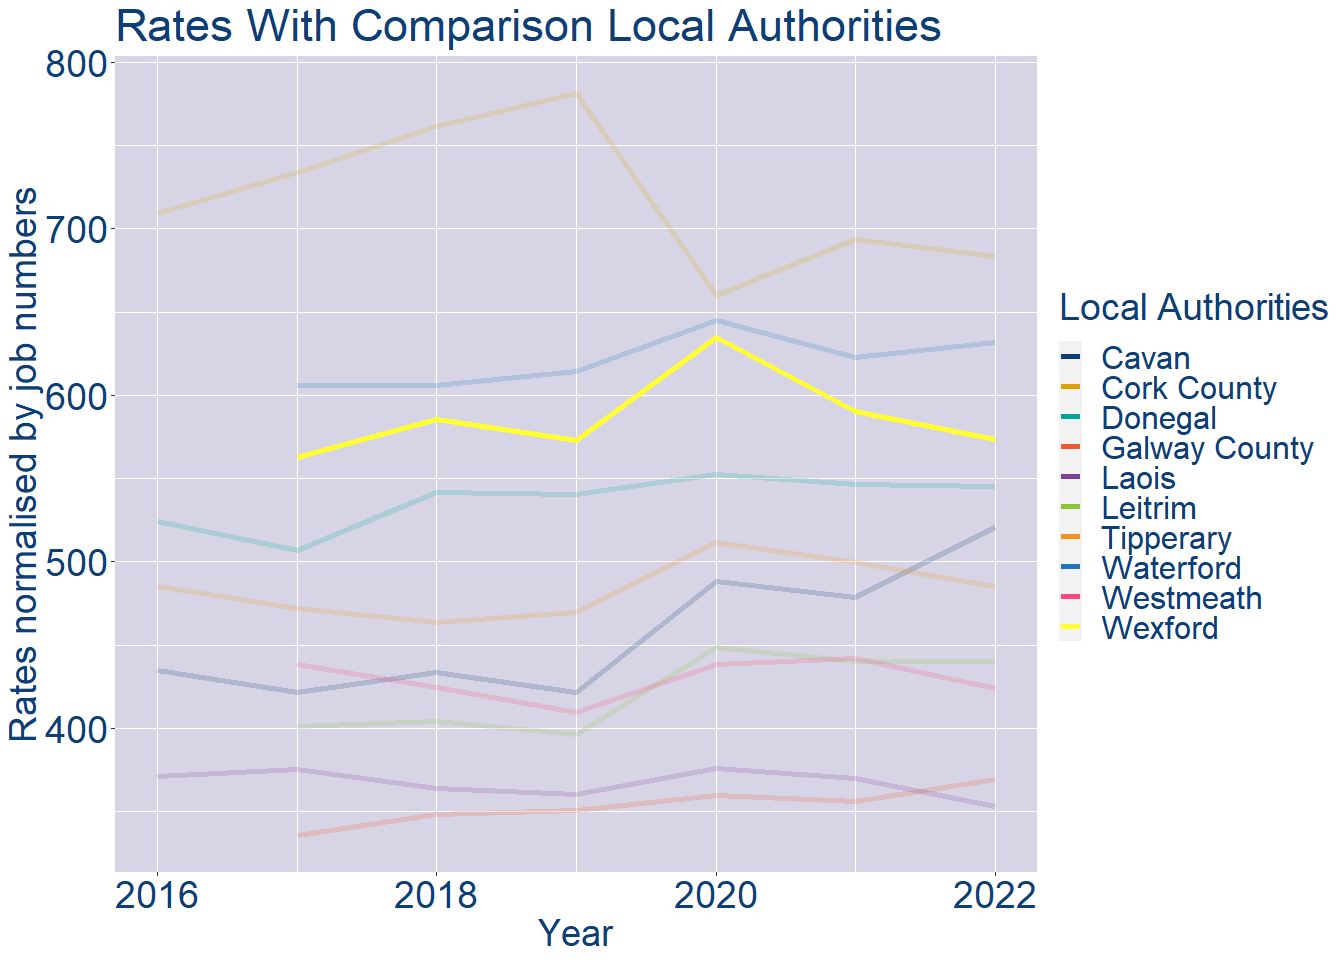 Rates With Comparison Local Authorities
Rates normalised by job numbers
800
700
600
500
400
2016
2018
2020
2022
Year
Local Authorities
Cavan
Cork County
Donegal
Galway County
Laois
Leitrim
Tipperary
Waterford
Westmeath
Wexford